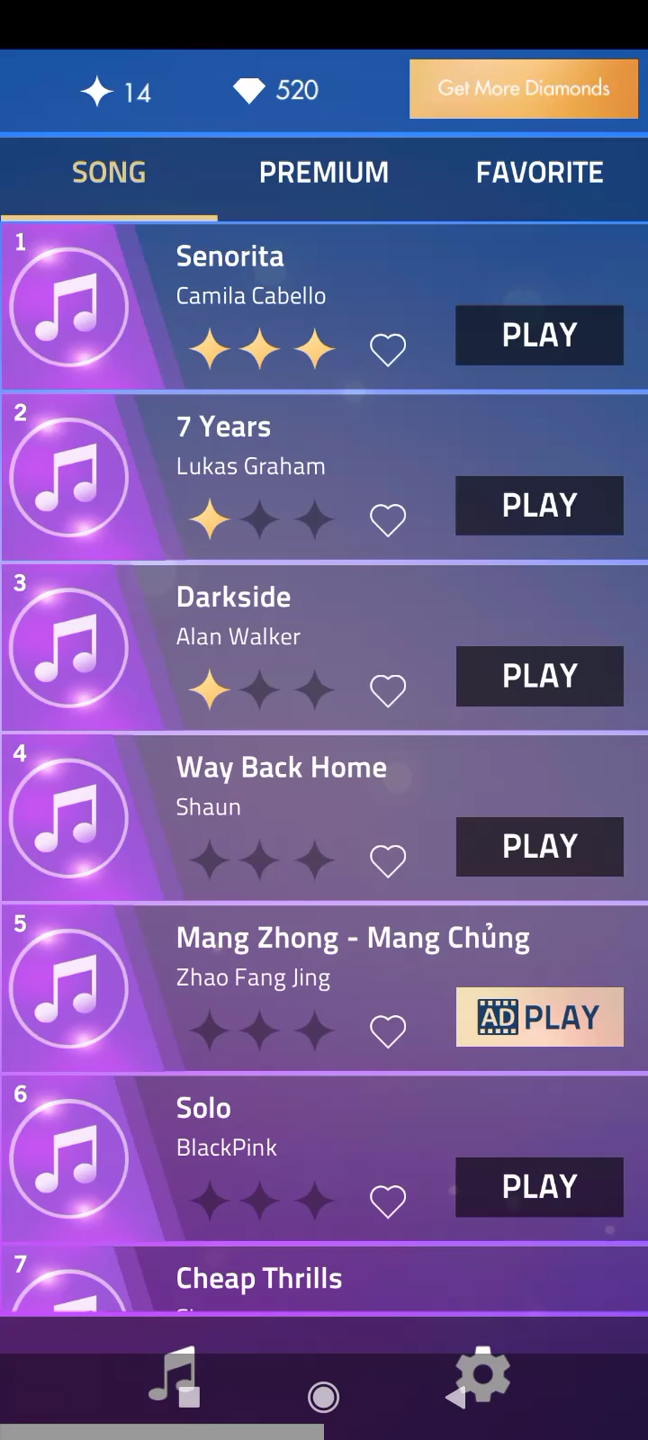 14
520
Get More Diamonds
SONG
PREMIUM
FAVORITE
1
Senorita
Camila Cabello
PLAY
2
7 Years
Lukas Graham
PLAY
3
Darkside
Alan Walker
PLAY
4
Way Back Home
Shaun
PLAY
5
Mang Zhong - Mang Chủng
Zhao Fang Jing
AD PLAY
6
Solo
BlackPink
PLAY
7
Cheap Thrills